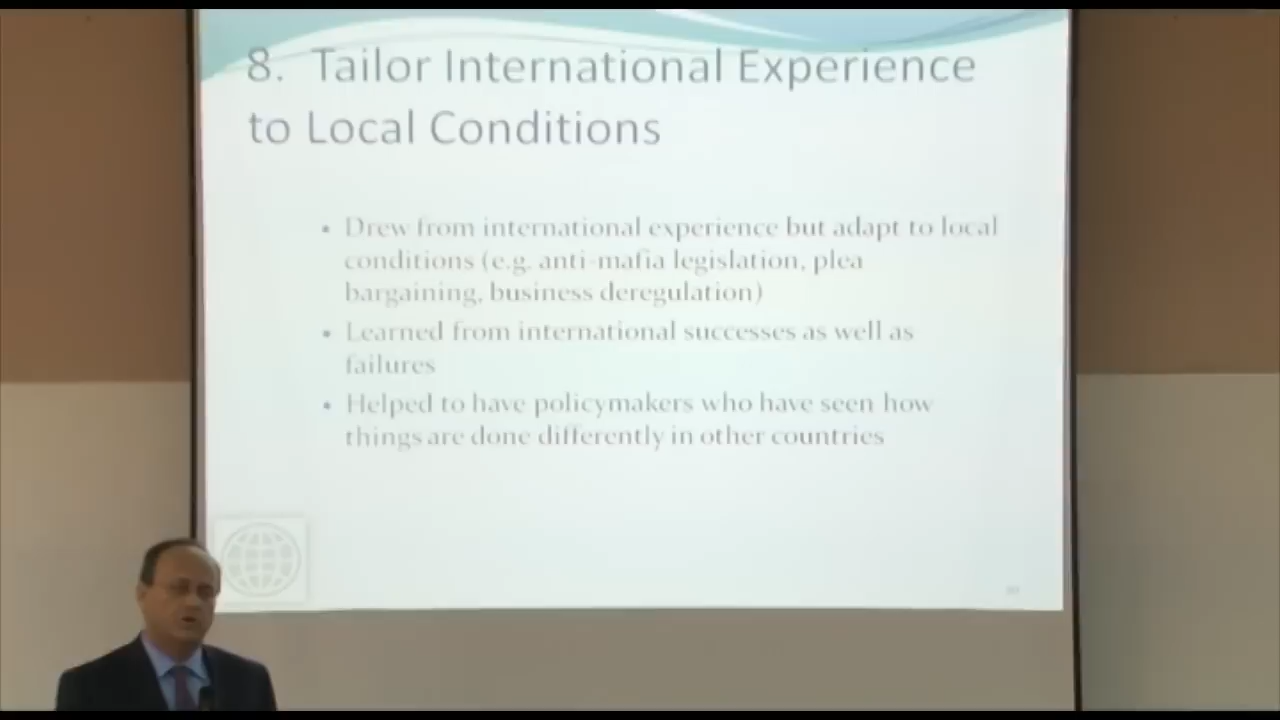 8. Tailor International Experience
to Local Conditions
• Drew from international experience but adapt to local
conditions (e.g. anti-mafia legislation, plea
bargaining, business deregulation)
• Learned from international successes as well as
failures
• Helped to have policymakers who have seen how
things are done differently in other countries